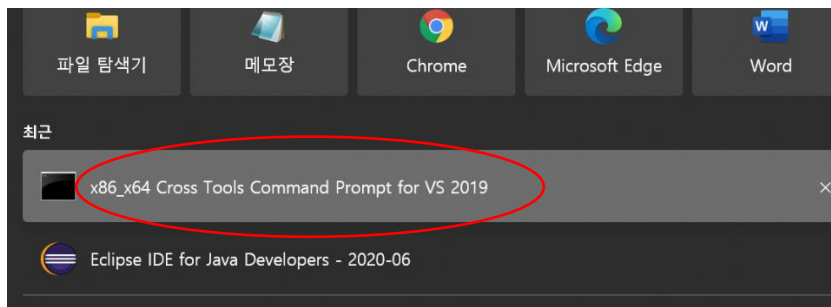 파일 탐색기
메모장
Chrome
Microsoft Edge
Word
최근
x86_x64 Cross Tools Command Prompt for VS 2019
Eclipse IDE for Java Developers - 2020-06